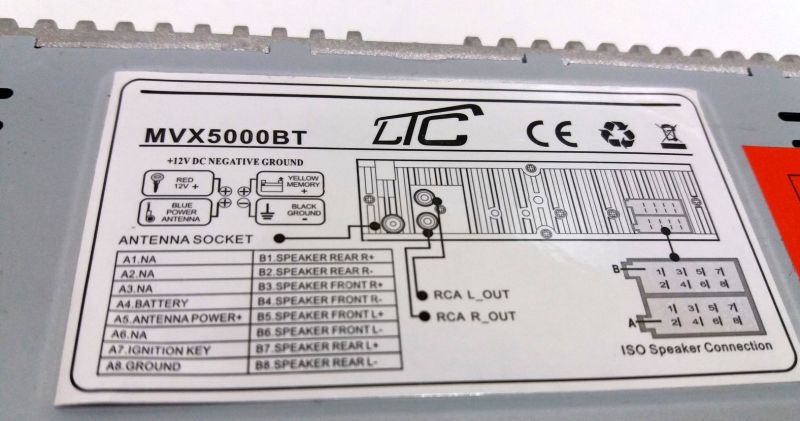 MVX5000BT
LTC
CE
+12V DC NEGATIVE GROUND
RED 12V +
YELLOW MEMORY +
BLUE POWER ANTENNA
BLACK GROUND -
ANTENNA SOCKET
A1.NA B1.SPEAKER REAR R+
A2.NA B2.SPEAKER REAR R-
A3.NA B3.SPEAKER FRONT R+
A4.BATTERY B4.SPEAKER FRONT R-
A5.ANTENNA POWER+ B5.SPEAKER FRONT L+
A6.NA B6.SPEAKER FRONT L-
A7.IGNITION KEY B7.SPEAKER REAR L+
A8.GROUND B8.SPEAKER REAR L-
RCA L_OUT
RCA R_OUT
B 1 3 5 7
2 4 6 8
1 3 5 7
A 2 4 6 8
ISO Speaker Connection